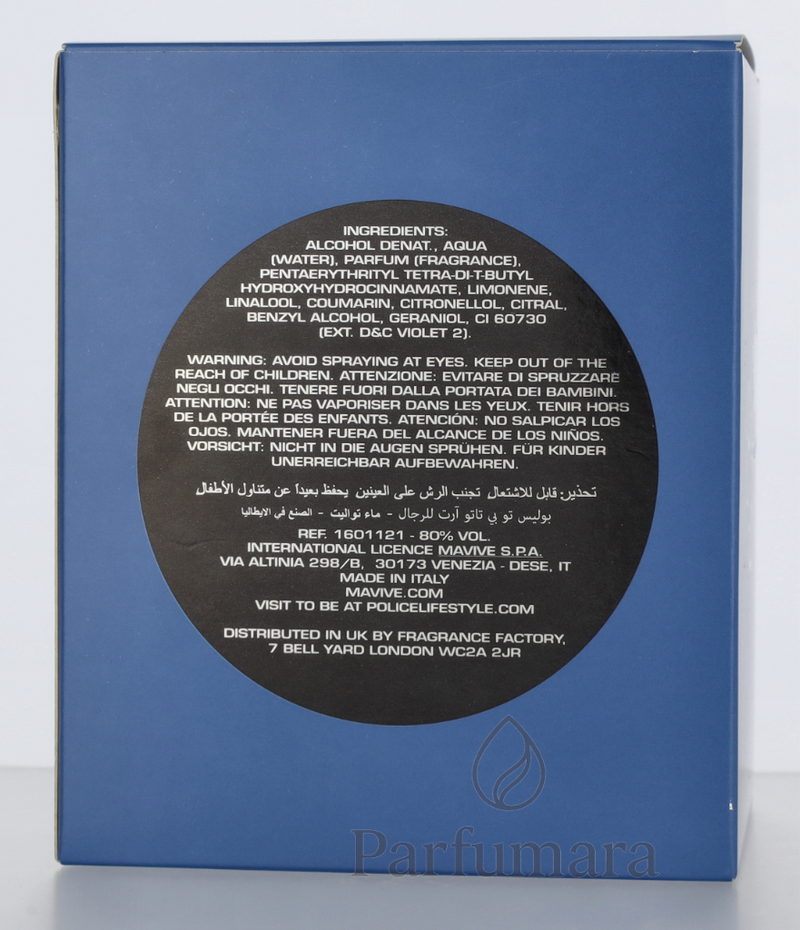 INGREDIENTS:
ALCOHOL DENAT., AQUA
(WATER), PARFUM (FRAGRANCE),
PENTAERYTHRITYL TETRA-DI-T-BUTYL
HYDROXYHYDROCINNAMATE, LIMONENE,
LINALOOL, COUMARIN, CITRONELLOL, CITRAL,
BENZYL ALCOHOL, GERANIOL, CI 60730
(EXT. D&C VIOLET 2).
WARNING: AVOID SPRAYING AT EYES. KEEP OUT OF THE
REACH OF CHILDREN. ATTENZIONE: EVITARE DI SPRUZZARE
NEGLI OCCHI. TENERE FUORI DALLA PORTATA DEI BAMBINI.
ATTENTION: NE PAS VAPORISER DANS LES YEUX. TENIR HORS
DE LA PORTÉE DES ENFANTS. ATENCIÓN: NO SALPICAR LOS
OJOS. MANTENER FUERA DEL ALCANCE DE LOS NIÑOS.
VORSICHT: NICHT IN DIE AUGEN SPRÜHEN. FÜR KINDER
UNERREICHBAR AUFBEWAHREN.
تحذير: قابل للاشتعال تجنب الرش على العينين يحفظ بعيداً عن متناول الأطفال
بوليس تو بي تاتو آرت للرجال - ماء تواليت - الصنع في الايطاليا
REF. 1601121 - 80% VOL.
INTERNATIONAL LICENCE MAVIVE S.P.A.
VIA ALTINIA 298/B, 30173 VENEZIA - DESE, IT
MADE IN ITALY
MAVIVE.COM
VISIT TO BE AT POLICELIFESTYLE.COM
DISTRIBUTED IN UK BY FRAGRANCE FACTORY,
7 BELL YARD LONDON WC2A 2JR
Parfumara